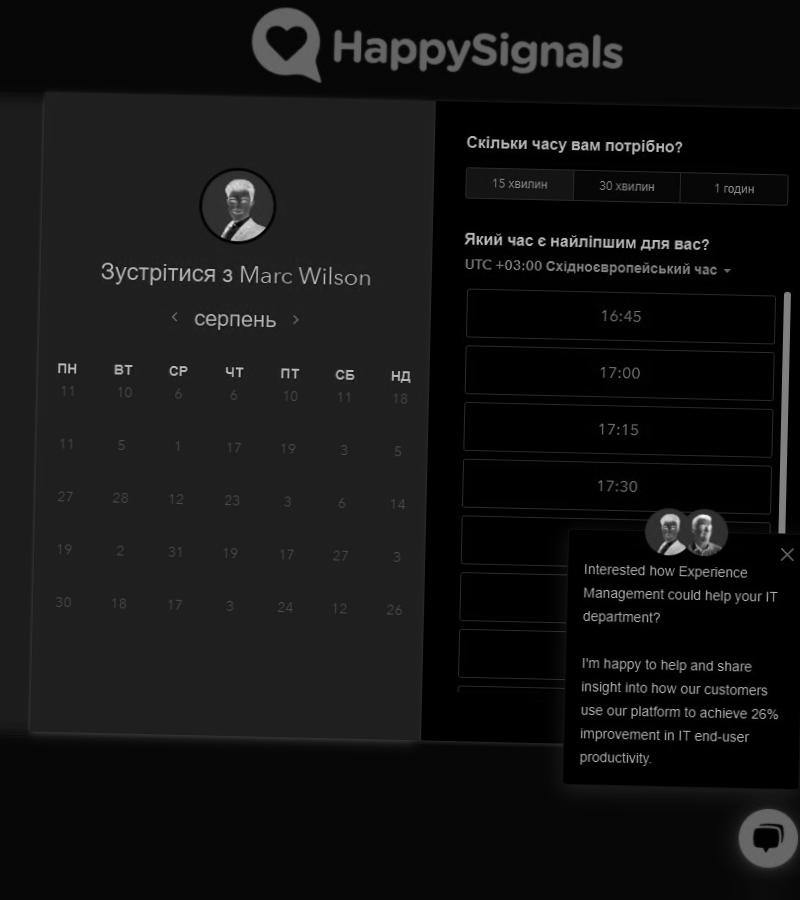 HappySignals
Зустрітися з Marc Wilson
серпень
ПН ВТ СР ЧТ ПТ СБ НД
11 10 6 6 10 11 18
11 5 1 17 19 3 5
27 28 12 23 3 6 14
19 2 31 19 17 27 3
30 18 17 3 24 12 26
Скільки часу вам потрібно?
15 хвилин 30 хвилин 1 годин
Який час є найліпшим для вас?
UTC +03:00 Східноєвропейський час
16:45
17:00
17:15
17:30
Interested how Experience
Management could help your IT
department?
I'm happy to help and share
insight into how our customers
use our platform to achieve 26%
improvement in IT end-user
productivity.